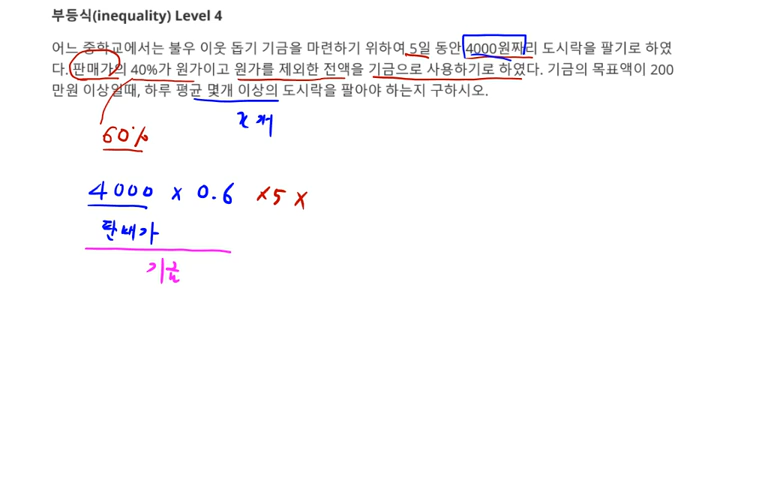 부등식(inequality) Level 4
어느 중학교에서는 불우 이웃 돕기 기금을 마련하기 위하여 5일 동안 4000원짜리 도시락을 팔기로 하였
다. 판매가의 40%가 원가이고 원가를 제외한 전액을 기금으로 사용하기로 하였다. 기금의 목표액이 200
만원 이상일때, 하루 평균 몇개 이상의 도시락을 팔아야 하는지 구하시오.
x개
60%
4000 × 0.6 ×5 ×
판매가
기금